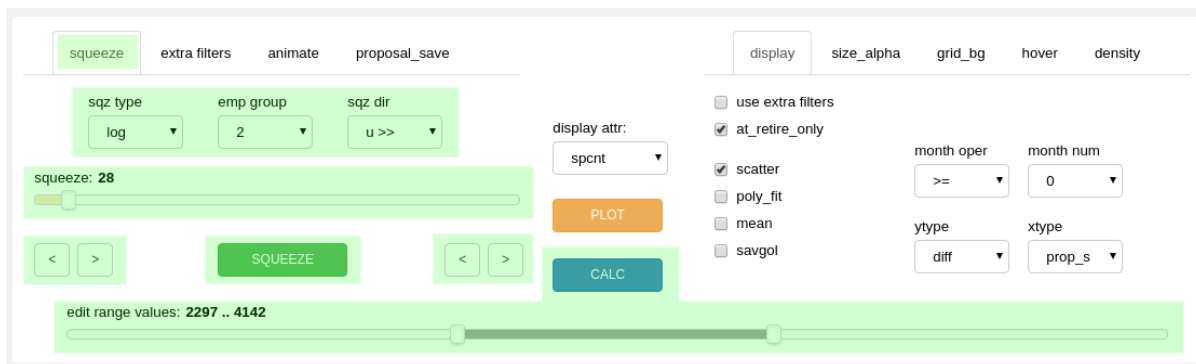 squeeze extra filters animate proposal_save
sqz type emp group sqz dir
log 2 u >>
squeeze: 28
< > SQUEEZE < >
display attr:
spcnt
PLOT
CALC
display size_alpha grid_bg hover density
use extra filters
at_retire_only
scatter
poly_fit
mean
savgol
month oper month num
>= 0
ytype xtype
diff prop_s
edit range values: 2297 .. 4142